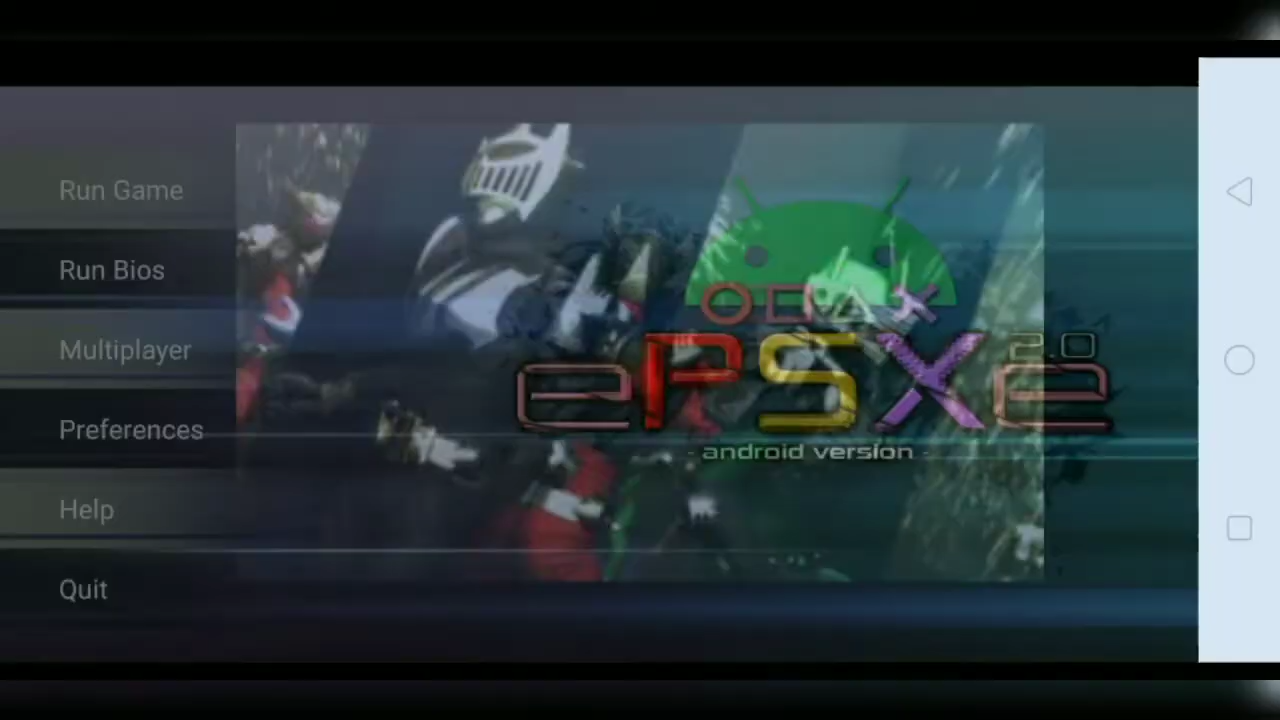 Run Game
Run Bios
Multiplayer
Preferences
Help
Quit
ePSXe 2.0
- android version -